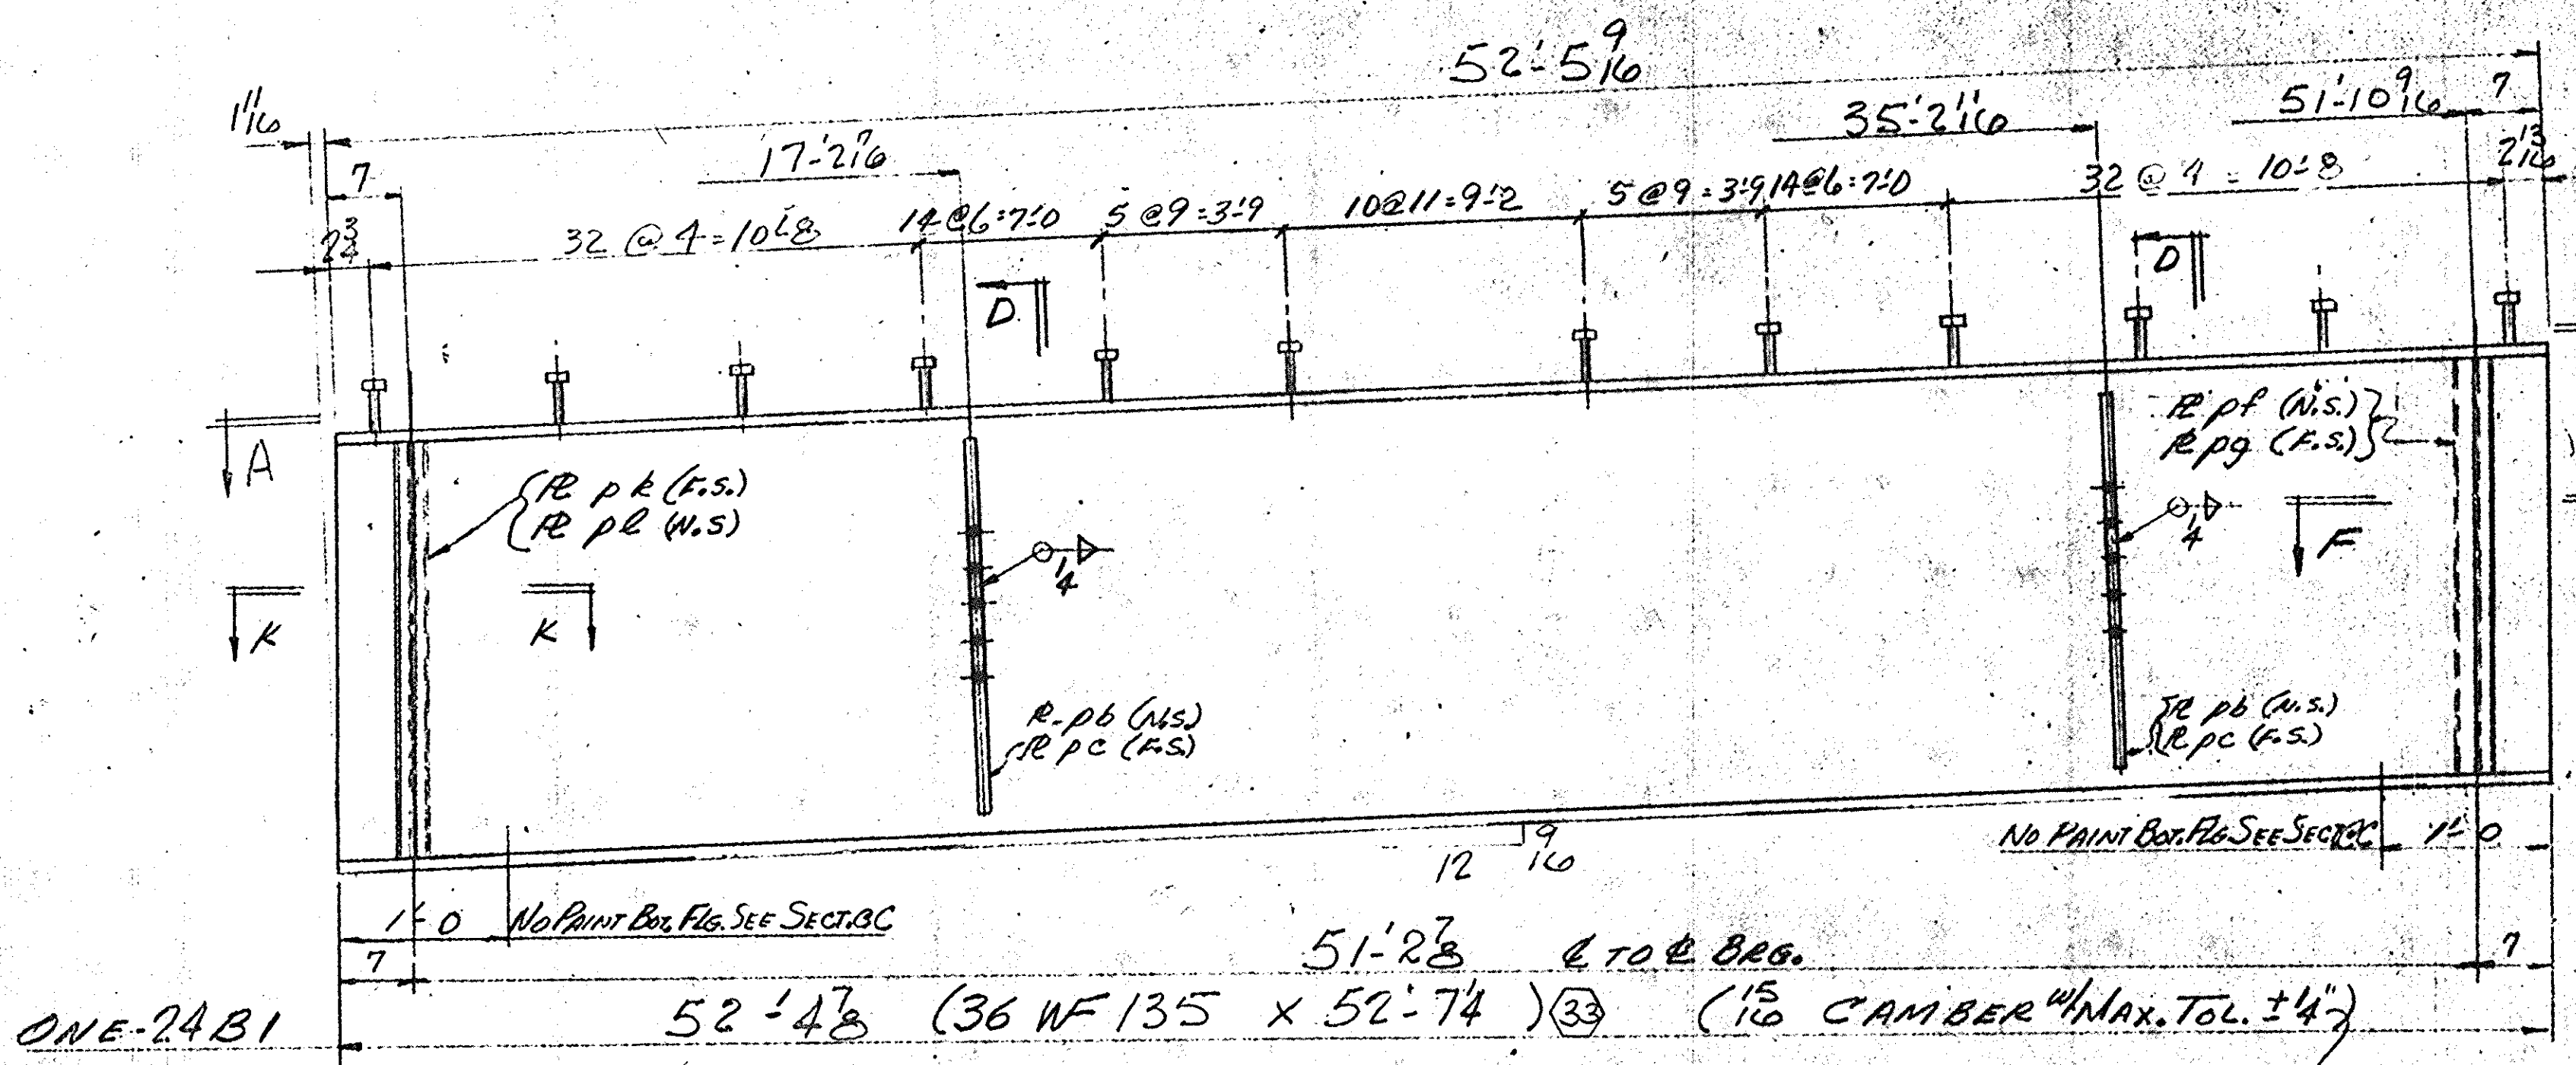 52'-5 9/16
1 11/16
7
17'-2 7/16
35'-2 11/16
51'-10 9/16
7
2 3/4
32 @ 4 = 10'-8
14 @ 6 = 7'-0
5 @ 9 = 3'-9
10 @ 11 = 9'-2
5 @ 9 = 3'-9
14 @ 6 = 7'-0
32 @ 4 = 10'-8
2 13/16
D
D
A
℄ pk (F.S.)
℄ pl (N.S)
K
K
1/4
℄ pb (N.S.)
℄ pc (F.S)
℄ pf (N.S.)
℄ pg (F.S.)
1/4
F
℄ pb (N.S.)
℄ pc (F.S.)
12
9/16
NO PAINT BOT. FLG. SEE SECT. CC
1'-0
1'-0
NO PAINT BOT. FLG. SEE SECT. CC
7
51'-2 7/8 ℄ TO ℄ BRG.
7
ONE-24B1
52'-4 7/8 (36 WF 135 x 52'-7 1/4) 33 (15/16 CAMBER W/MAX. TOL. ± 1/4")